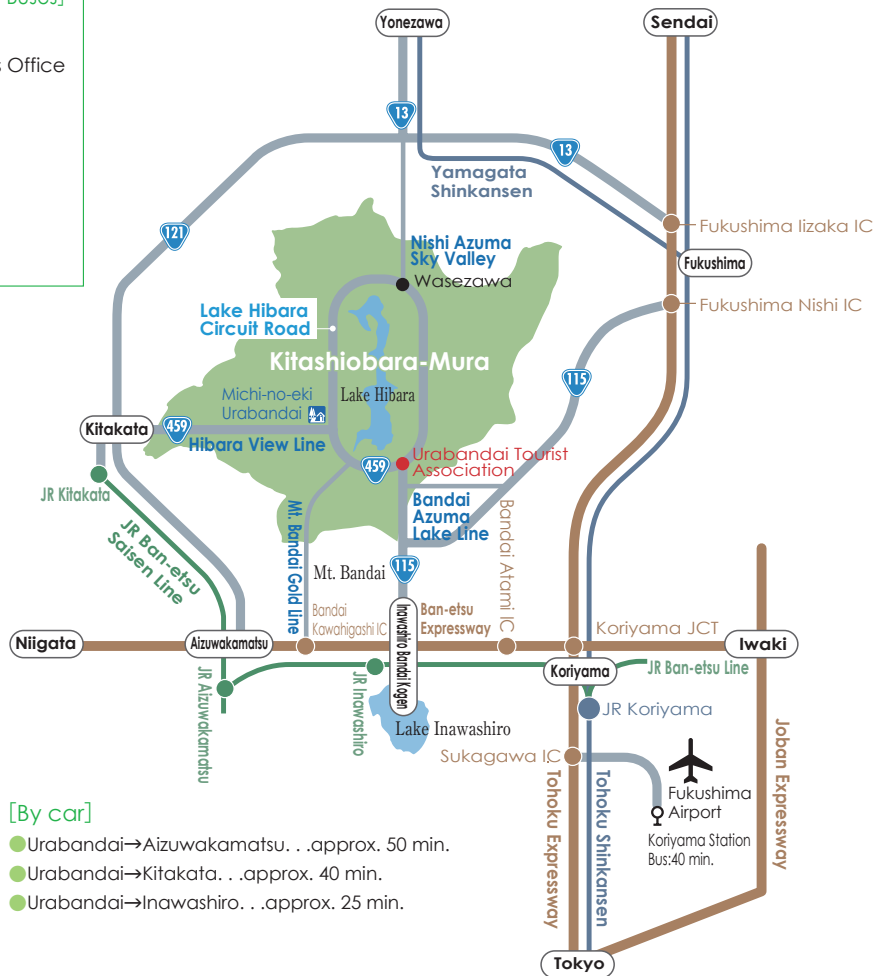 Buses]
s Office
Yonezawa
Sendai
13
13
Yamagata
Shinkansen
121
Fukushima Iizaka IC
Nishi Azuma
Sky Valley
Fukushima
Wasezawa
Fukushima Nishi IC
Lake Hibara
Circuit Road
Kitashiobara-Mura
115
Michi-no-eki
Urabandai
Lake Hibara
Kitakata
459
Hibara View Line
Urabandai Tourist
Association
459
JR Kitakata
Bandai
Azuma
Lake Line
Bandai Atami IC
Mt. Bandai Gold Line
JR Ban-etsu
Saisen Line
Mt. Bandai
115
Bandai
Kawahigashi IC
Inawashiro Bandai Kogen
Ban-etsu
Expressway
Koriyama JCT
Niigata
Aizuwakamatsu
Iwaki
JR Aizuwakamatsu
JR Inawashiro
Koriyama
JR Ban-etsu Line
JR Koriyama
Lake Inawashiro
Sukagawa IC
Tohoku Expressway
Tohoku Shinkansen
Joban Expressway
Fukushima
Airport
Koriyama Station
Bus:40 min.
[By car]
Urabandai→Aizuwakamatsu. . .approx. 50 min.
Urabandai→Kitakata. . .approx. 40 min.
Urabandai→Inawashiro. . .approx. 25 min.
Tokyo